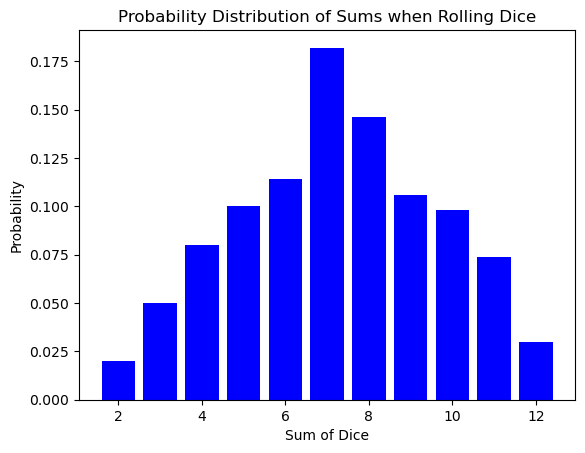 Probability Distribution of Sums when Rolling Dice
0.175
0.150
0.125
0.100
0.075
0.050
0.025
0.000
Probability
2 4 6 8 10 12
Sum of Dice